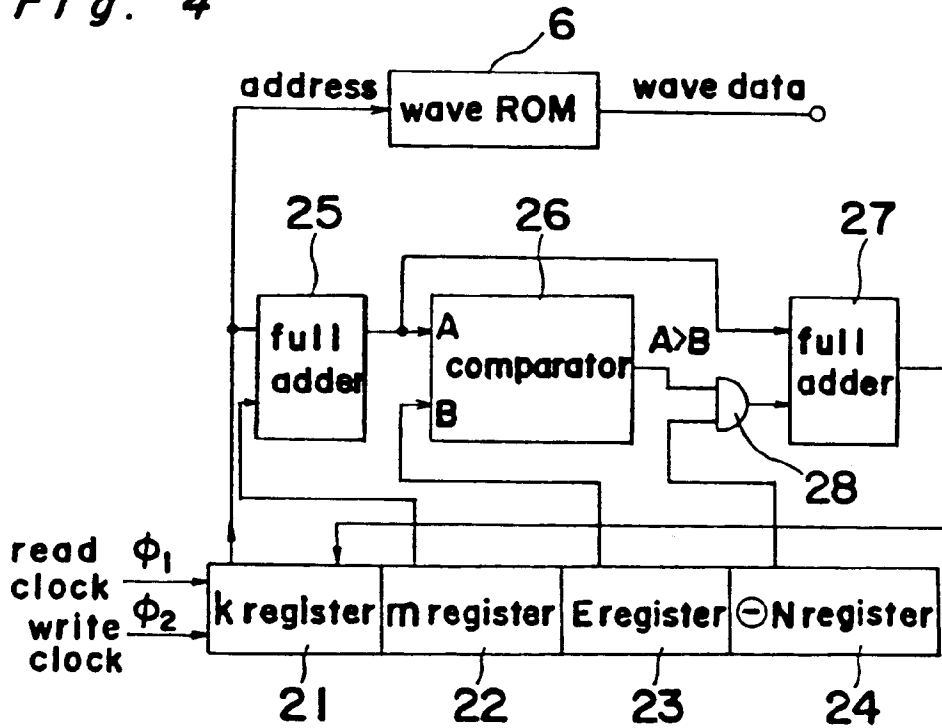 Fig. 4
6
address
wave ROM
wave data
25
26
27
full
adder
A
comparator
B
A>B
full
adder
28
read
clock
ϕ1
write
clock
ϕ2
k register
m register
E register
⊖N register
21
22
23
24